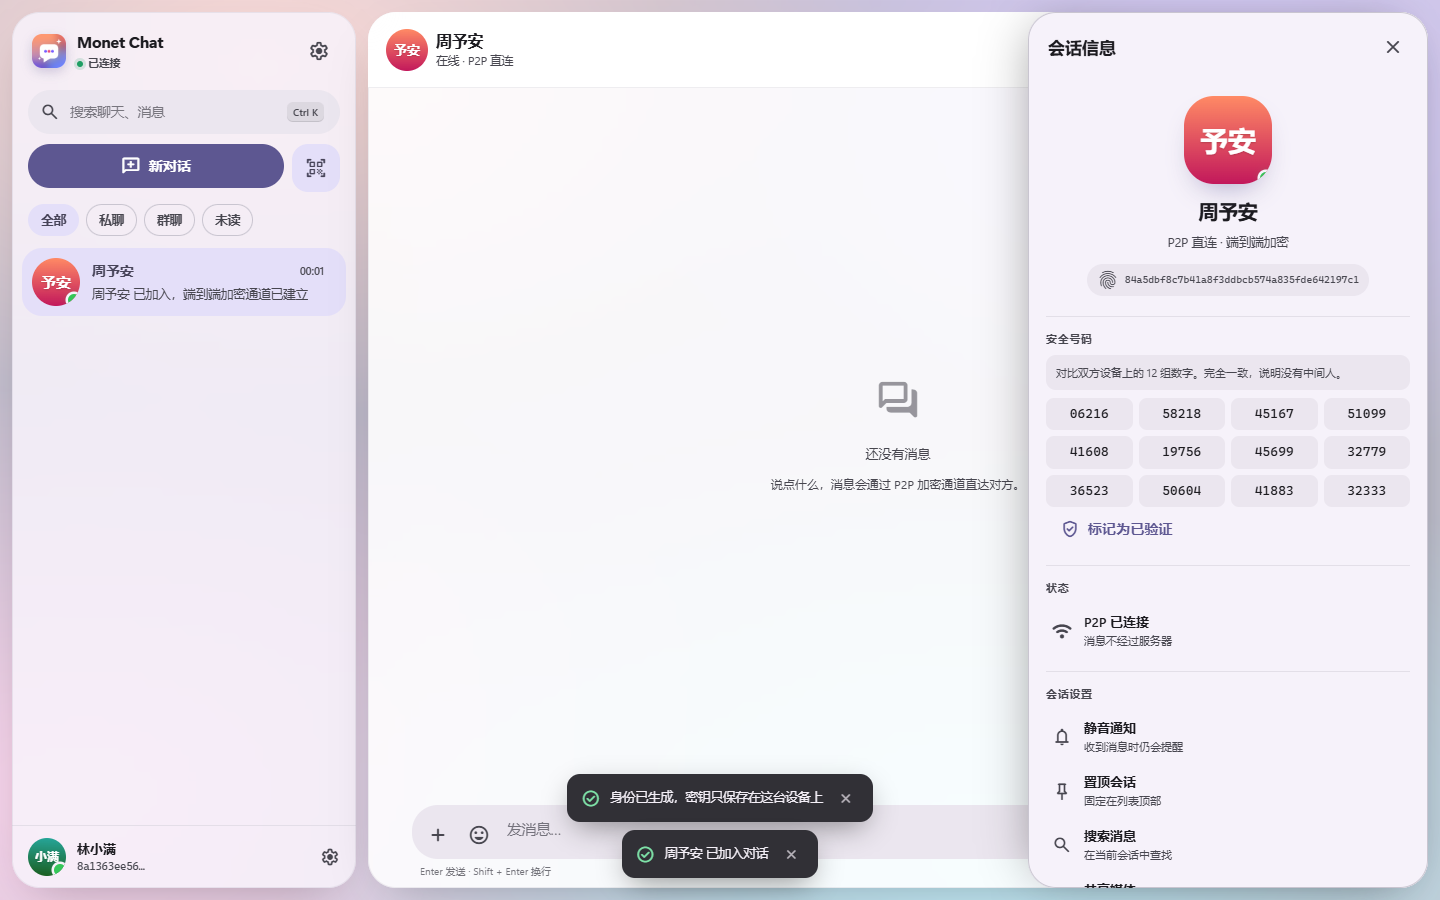 Monet Chat
已连接
搜索聊天、消息
Ctrl K
新对话
全部
私聊
群聊
未读
予安
周予安
00:01
周予安 已加入，端到端加密通道已建立
小满
林小满
8a1363ee56…
予安
周予安
在线 · P2P 直连
还没有消息
说点什么，消息会通过 P2P 加密通道直达对方。
发消息…
Enter 发送 · Shift + Enter 换行
身份已生成，密钥只保存在这台设备上
周予安 已加入对话
会话信息
予安
周予安
P2P 直连 · 端到端加密
84a5dbf8c7b41a8f3ddbcb574a835fde642197c1
安全号码
对比双方设备上的 12 组数字。完全一致，说明没有中间人。
06216 58218 45167 51099
41608 19756 45699 32779
36523 50604 41883 32333
标记为已验证
状态
P2P 已连接
消息不经过服务器
会话设置
静音通知
收到消息时仍会提醒
置顶会话
固定在列表顶部
搜索消息
在当前会话中查找